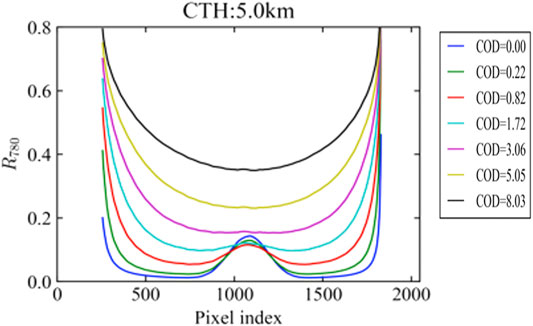 CTH:5.0km
0.8
0.6
0.4
0.2
0.0
R780
0
500
1000
1500
2000
Pixel index
COD=0.00
COD=0.22
COD=0.82
COD=1.72
COD=3.06
COD=5.05
COD=8.03